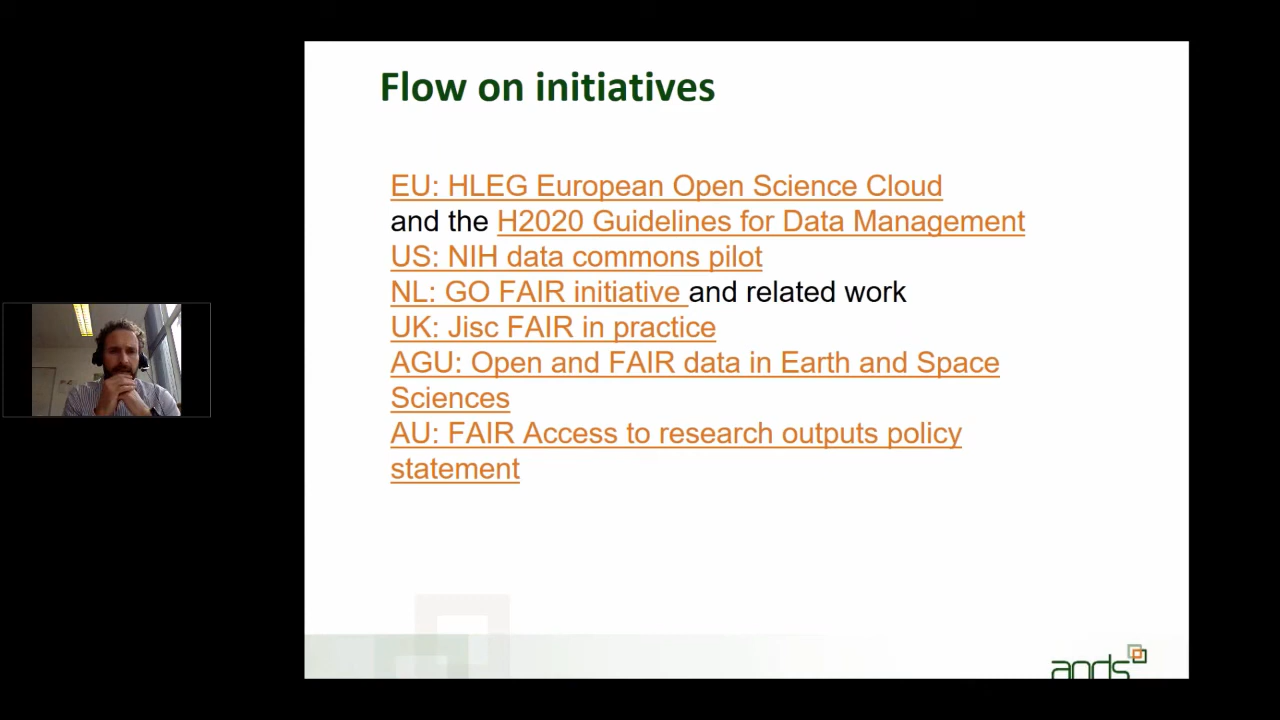 Flow on initiatives
EU: HLEG European Open Science Cloud
and the H2020 Guidelines for Data Management
US: NIH data commons pilot
NL: GO FAIR initiative and related work
UK: Jisc FAIR in practice
AGU: Open and FAIR data in Earth and Space
Sciences
AU: FAIR Access to research outputs policy
statement
ands